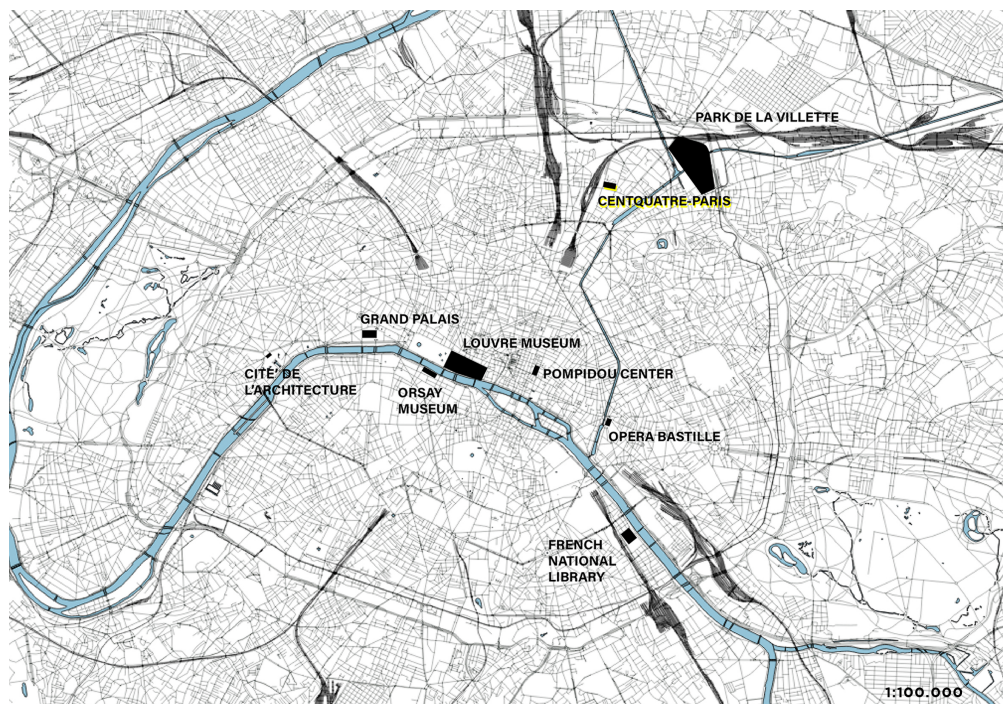 PARK DE LA VILLETTE
CENTQUATRE-PARIS
GRAND PALAIS
LOUVRE MUSEUM
CITÉ' DE
L'ARCHITECTURE
POMPIDOU CENTER
ORSAY
MUSEUM
OPERA BASTILLE
FRENCH
NATIONAL
LIBRARY
1:100.000